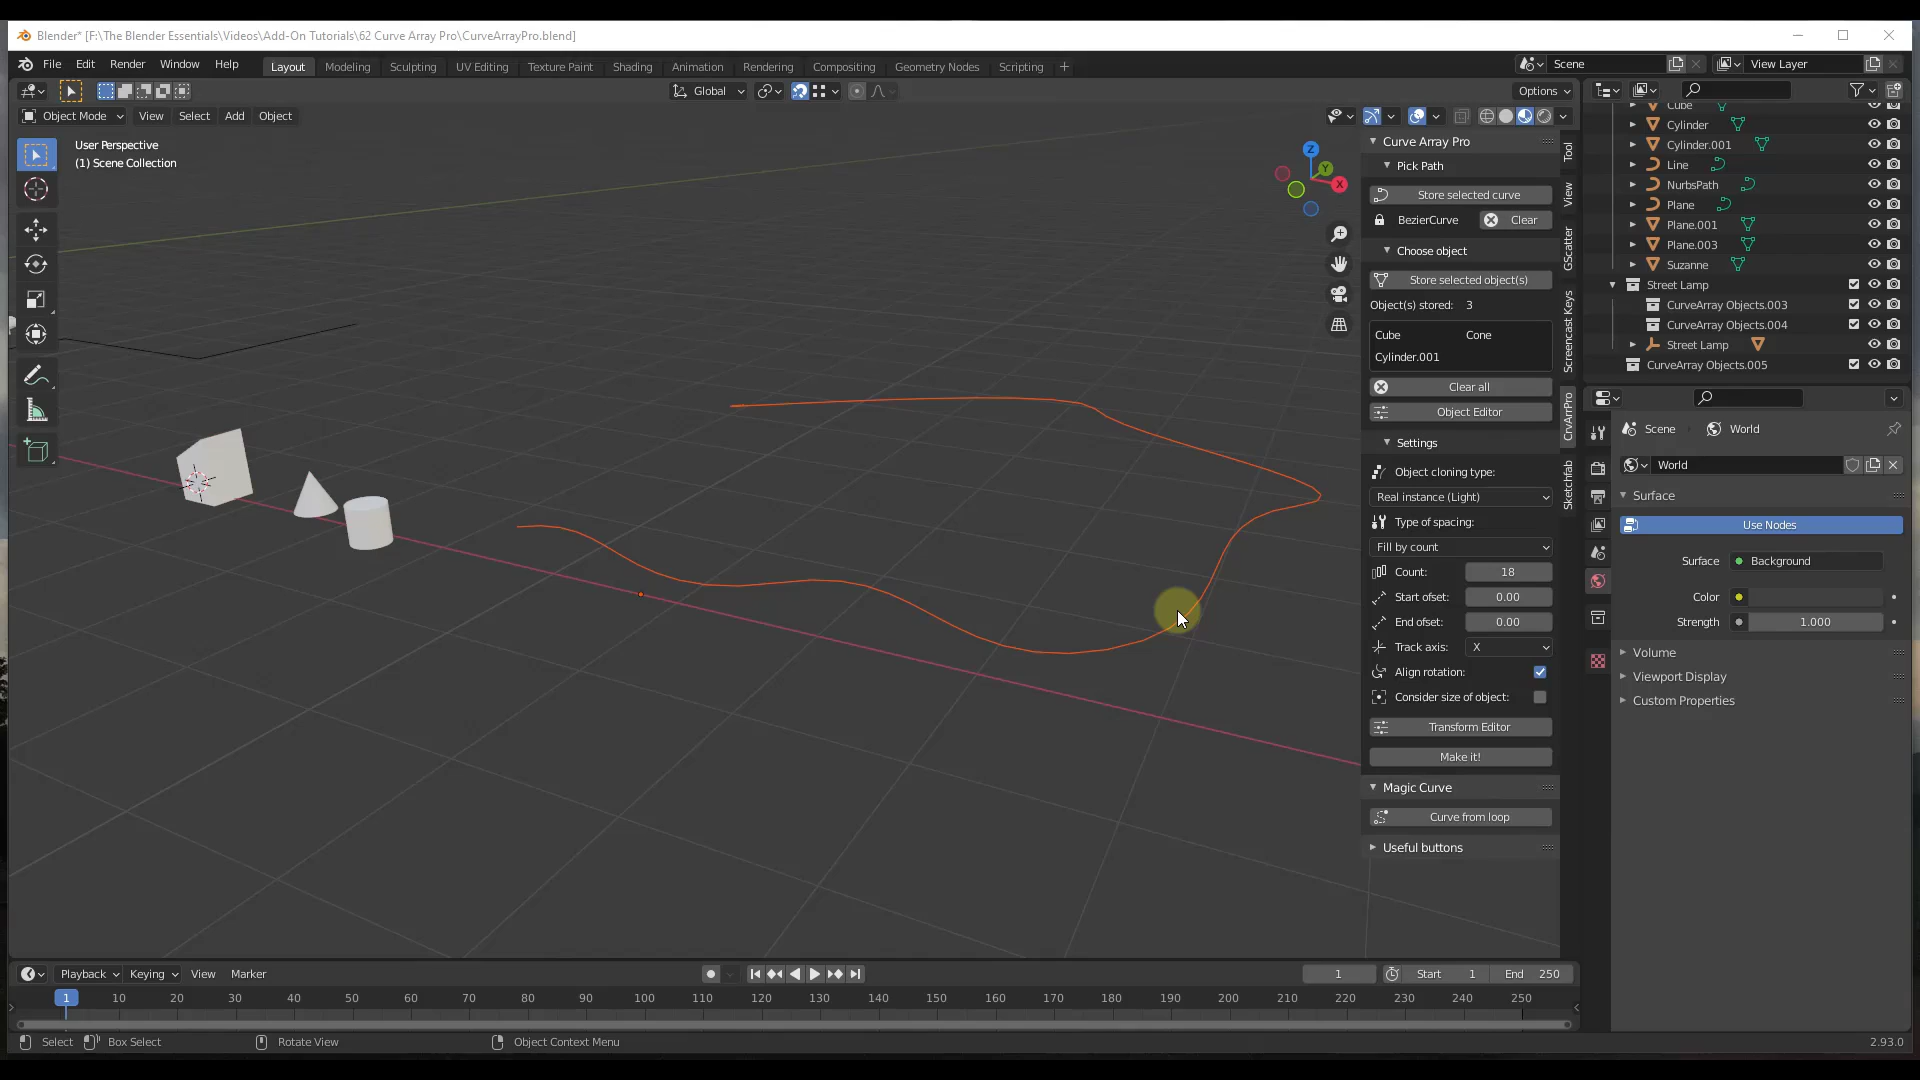 Blender* [F:\The Blender Essentials\Videos\Add-On Tutorials\62 Curve Array Pro\CurveArrayPro.blend]
File Edit Render Window Help Layout Modeling Sculpting UV Editing Texture Paint Shading Animation Rendering Compositing Geometry Nodes Scripting + Scene View Layer
Global Options
Object Mode View Select Add Object
User Perspective
(1) Scene Collection
Z
Y
X
Curve Array Pro
Pick Path
Store selected curve
BezierCurve Clear
Choose object
Store selected object(s)
Object(s) stored: 3
Cube Cone
Cylinder.001
Clear all
Object Editor
Settings
Object cloning type:
Real instance (Light)
Type of spacing:
Fill by count
Count: 18
Start ofset: 0.00
End ofset: 0.00
Track axis: X
Align rotation:
Consider size of object:
Transform Editor
Make it!
Magic Curve
Curve from loop
Useful buttons
Tool
View
GScatter
Screencast Keys
CrvArrPro
Sketchfab
Cube
Cylinder
Cylinder.001
Line
NurbsPath
Plane
Plane.001
Plane.003
Suzanne
Street Lamp
CurveArray Objects.003
CurveArray Objects.004
Street Lamp
CurveArray Objects.005
Scene World
World
Surface
Use Nodes
Surface Background
Color
Strength 1.000
Volume
Viewport Display
Custom Properties
Playback Keying View Marker 1 Start 1 End 250
1 10 20 30 40 50 60 70 80 90 100 110 120 130 140 150 160 170 180 190 200 210 220 230 240 250
Select Box Select Rotate View Object Context Menu 2.93.0